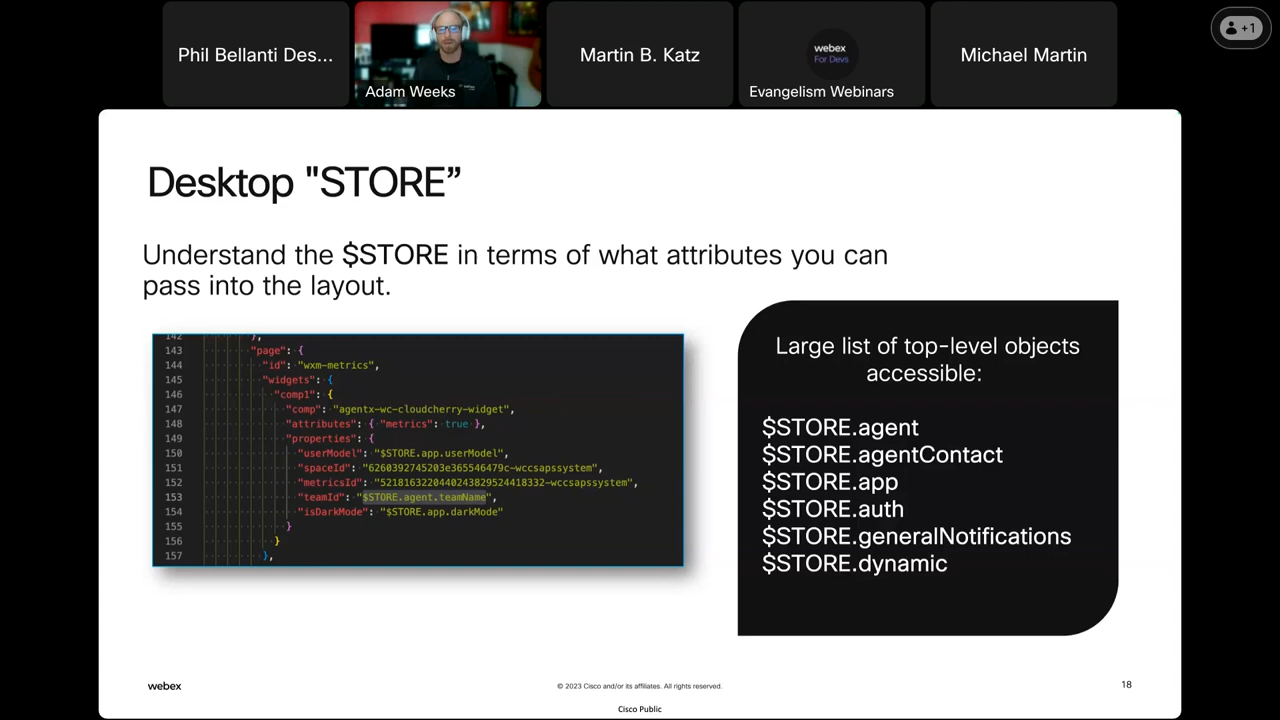 Phil Bellanti Des...
Adam Weeks
Martin B. Katz
webex
For Devs
Evangelism Webinars
Michael Martin
+1
Desktop "STORE”
Understand the $STORE in terms of what attributes you can
pass into the layout.
142 },
143 "page": {
144 "id": "wxm-metrics",
145 "widgets": {
146 "comp1": {
147 "comp": "agentx-wc-cloudcherry-widget",
148 "attributes": { "metrics": true },
149 "properties": {
150 "userModel": "$STORE.app.userModel",
151 "spaceId": "6260392745203e365546479c-wccsapssystem",
152 "metricsId": "5218163220440243829524418332-wccsapssystem",
153 "teamId": "$STORE.agent.teamName",
154 "isDarkMode": "$STORE.app.darkMode"
155 }
156 }
157 },
Large list of top-level objects
accessible:
$STORE.agent
$STORE.agentContact
$STORE.app
$STORE.auth
$STORE.generalNotifications
$STORE.dynamic
webex
© 2023 Cisco and/or its affiliates. All rights reserved.
18
Cisco Public